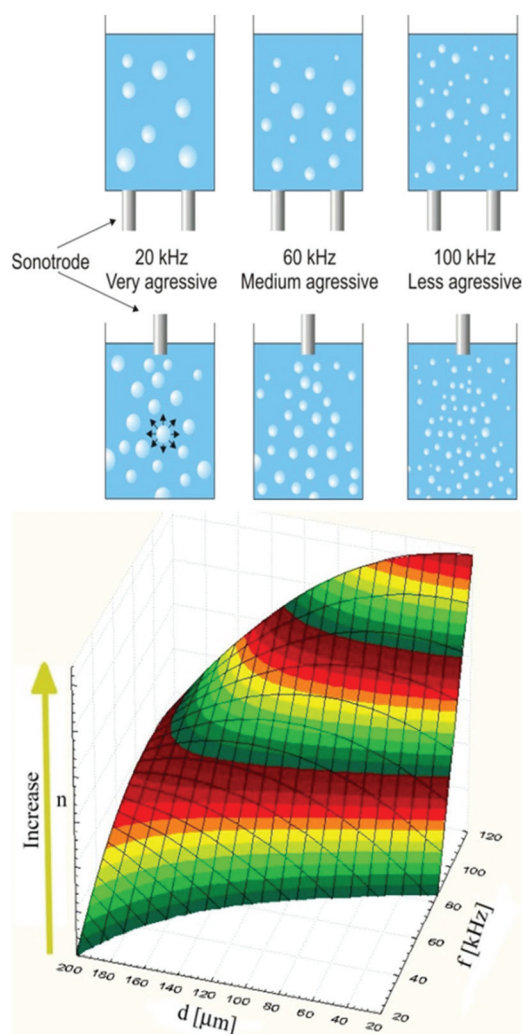 Sonotrode
20 kHz
Very agressive
60 kHz
Medium agressive
100 kHz
Less agressive
Increase
n
200
180
160
140
120
100
80
60
40
20
d [µm]
20
40
60
80
100
120
f [kHz]